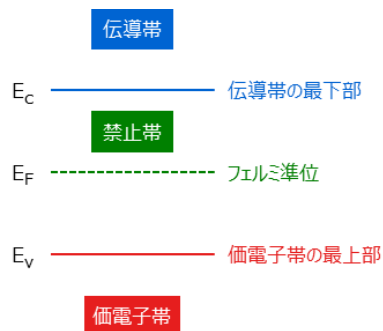 伝導帯
E_C 伝導帯の最下部
禁止帯
E_F フェルミ準位
E_V 価電子帯の最上部
価電子帯